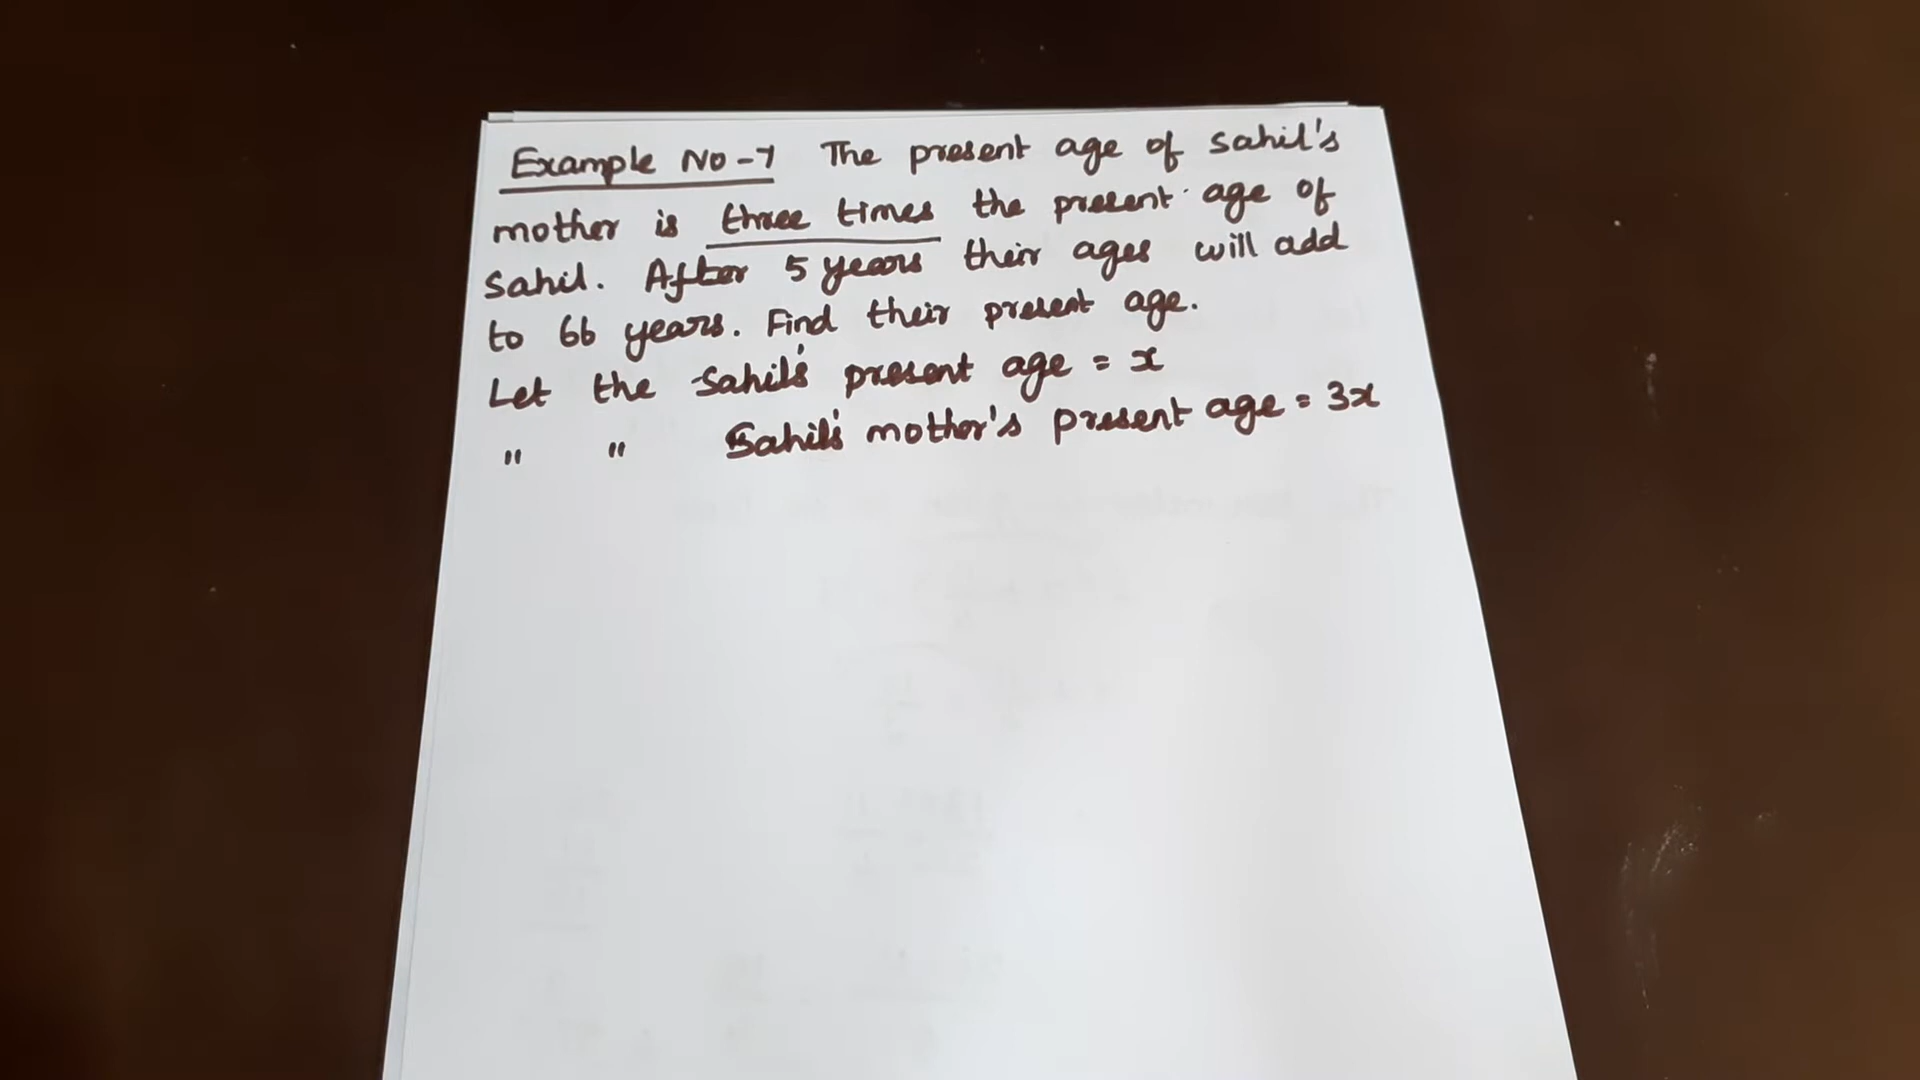 Example No-7 The present age of Sahil's
mother is three times the present age of
Sahil. After 5 years their ages will add
to 66 years. Find their present age.
Let the Sahil's present age = x
" " Sahil's mother's present age = 3x